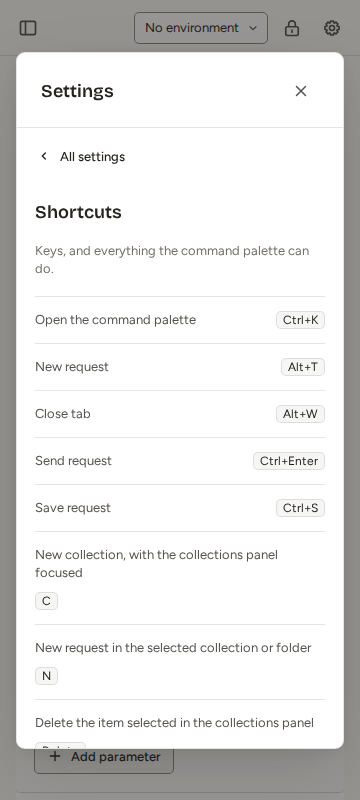 No environment
Settings
All settings
Shortcuts
Keys, and everything the command palette can
do.
Open the command palette
Ctrl+K
New request
Alt+T
Close tab
Alt+W
Send request
Ctrl+Enter
Save request
Ctrl+S
New collection, with the collections panel
focused
C
New request in the selected collection or folder
N
Delete the item selected in the collections panel
Add parameter